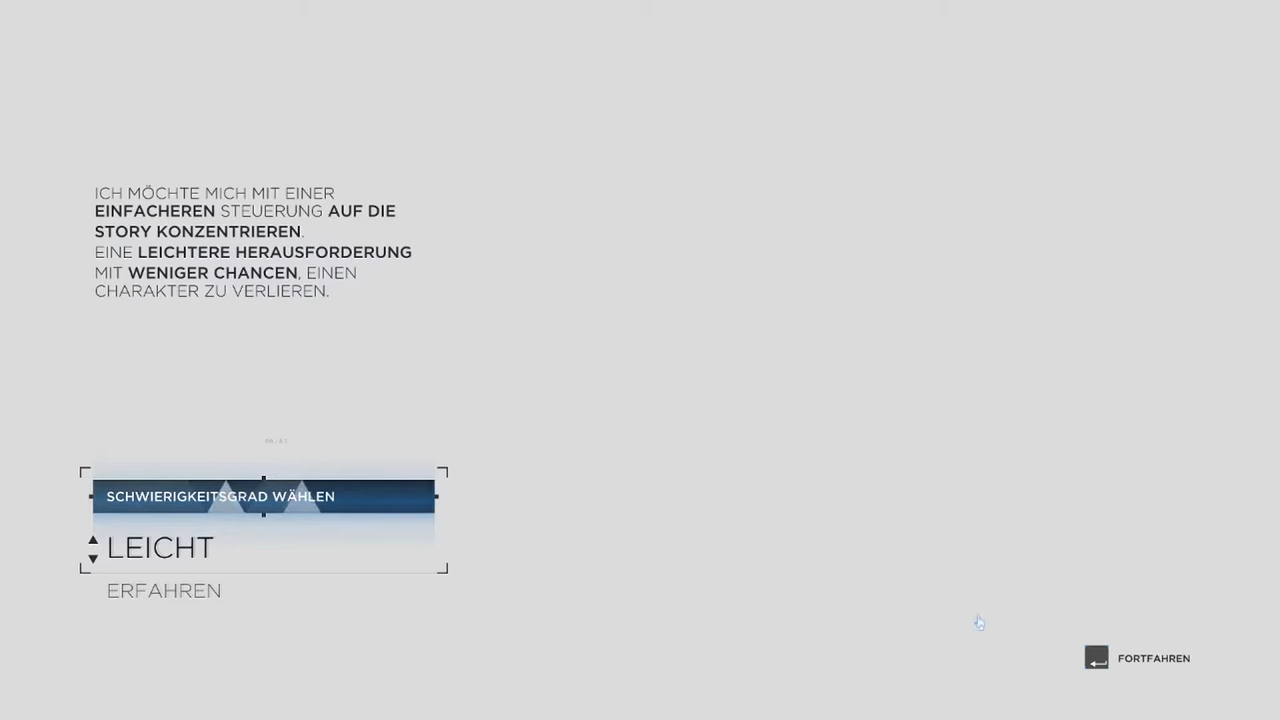 ICH MÖCHTE MICH MIT EINER
EINFACHEREN STEUERUNG AUF DIE
STORY KONZENTRIEREN.
EINE LEICHTERE HERAUSFORDERUNG
MIT WENIGER CHANCEN, EINEN
CHARAKTER ZU VERLIEREN.
SCHWIERIGKEITSGRAD WÄHLEN
LEICHT
ERFAHREN
FORTFAHREN